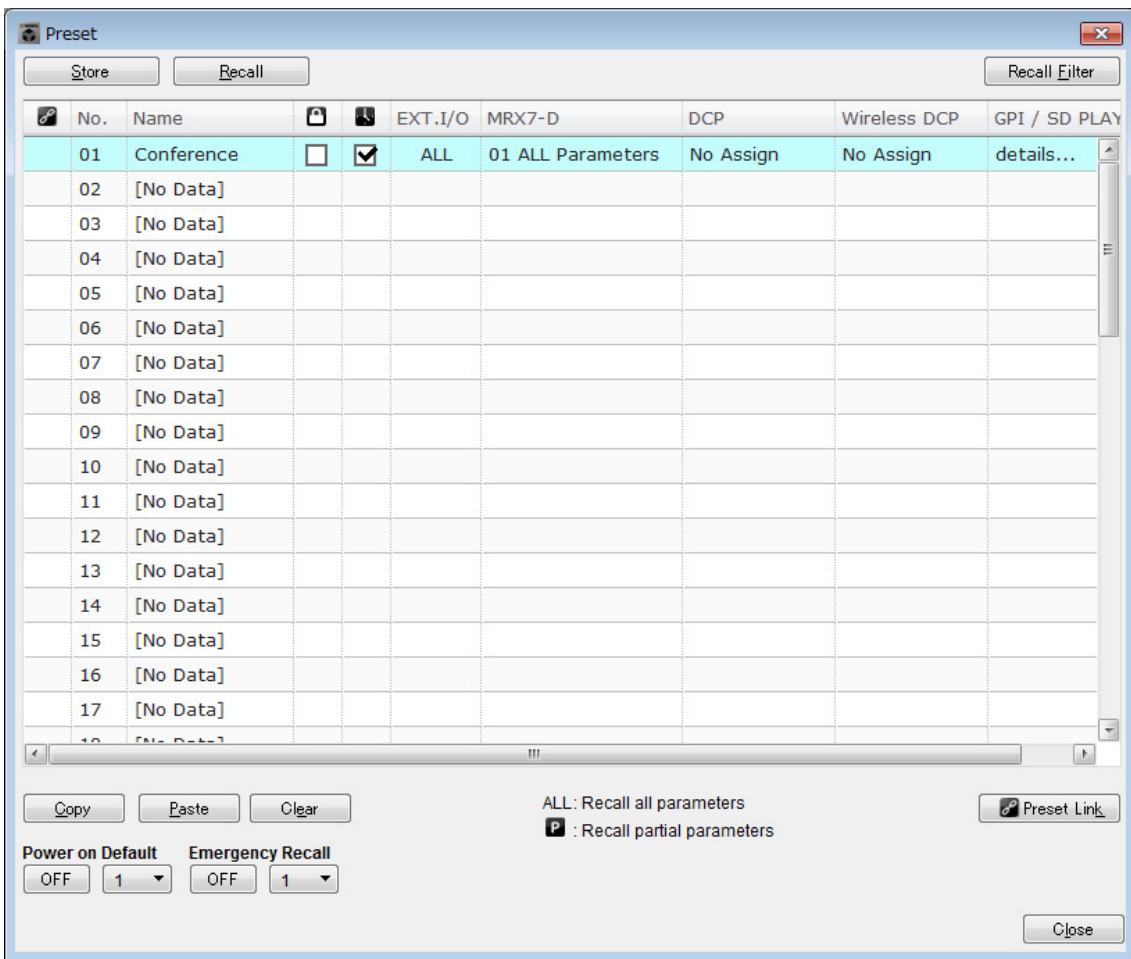 Preset
Store Recall Recall Filter
No. Name EXT.I/O MRX7-D DCP Wireless DCP GPI / SD PLAY
01 Conference ALL 01 ALL Parameters No Assign No Assign details...
02 [No Data]
03 [No Data]
04 [No Data]
05 [No Data]
06 [No Data]
07 [No Data]
08 [No Data]
09 [No Data]
10 [No Data]
11 [No Data]
12 [No Data]
13 [No Data]
14 [No Data]
15 [No Data]
16 [No Data]
17 [No Data]
Copy Paste Clear ALL: Recall all parameters Preset Link
P : Recall partial parameters
Power on Default Emergency Recall
OFF 1 OFF 1
Close